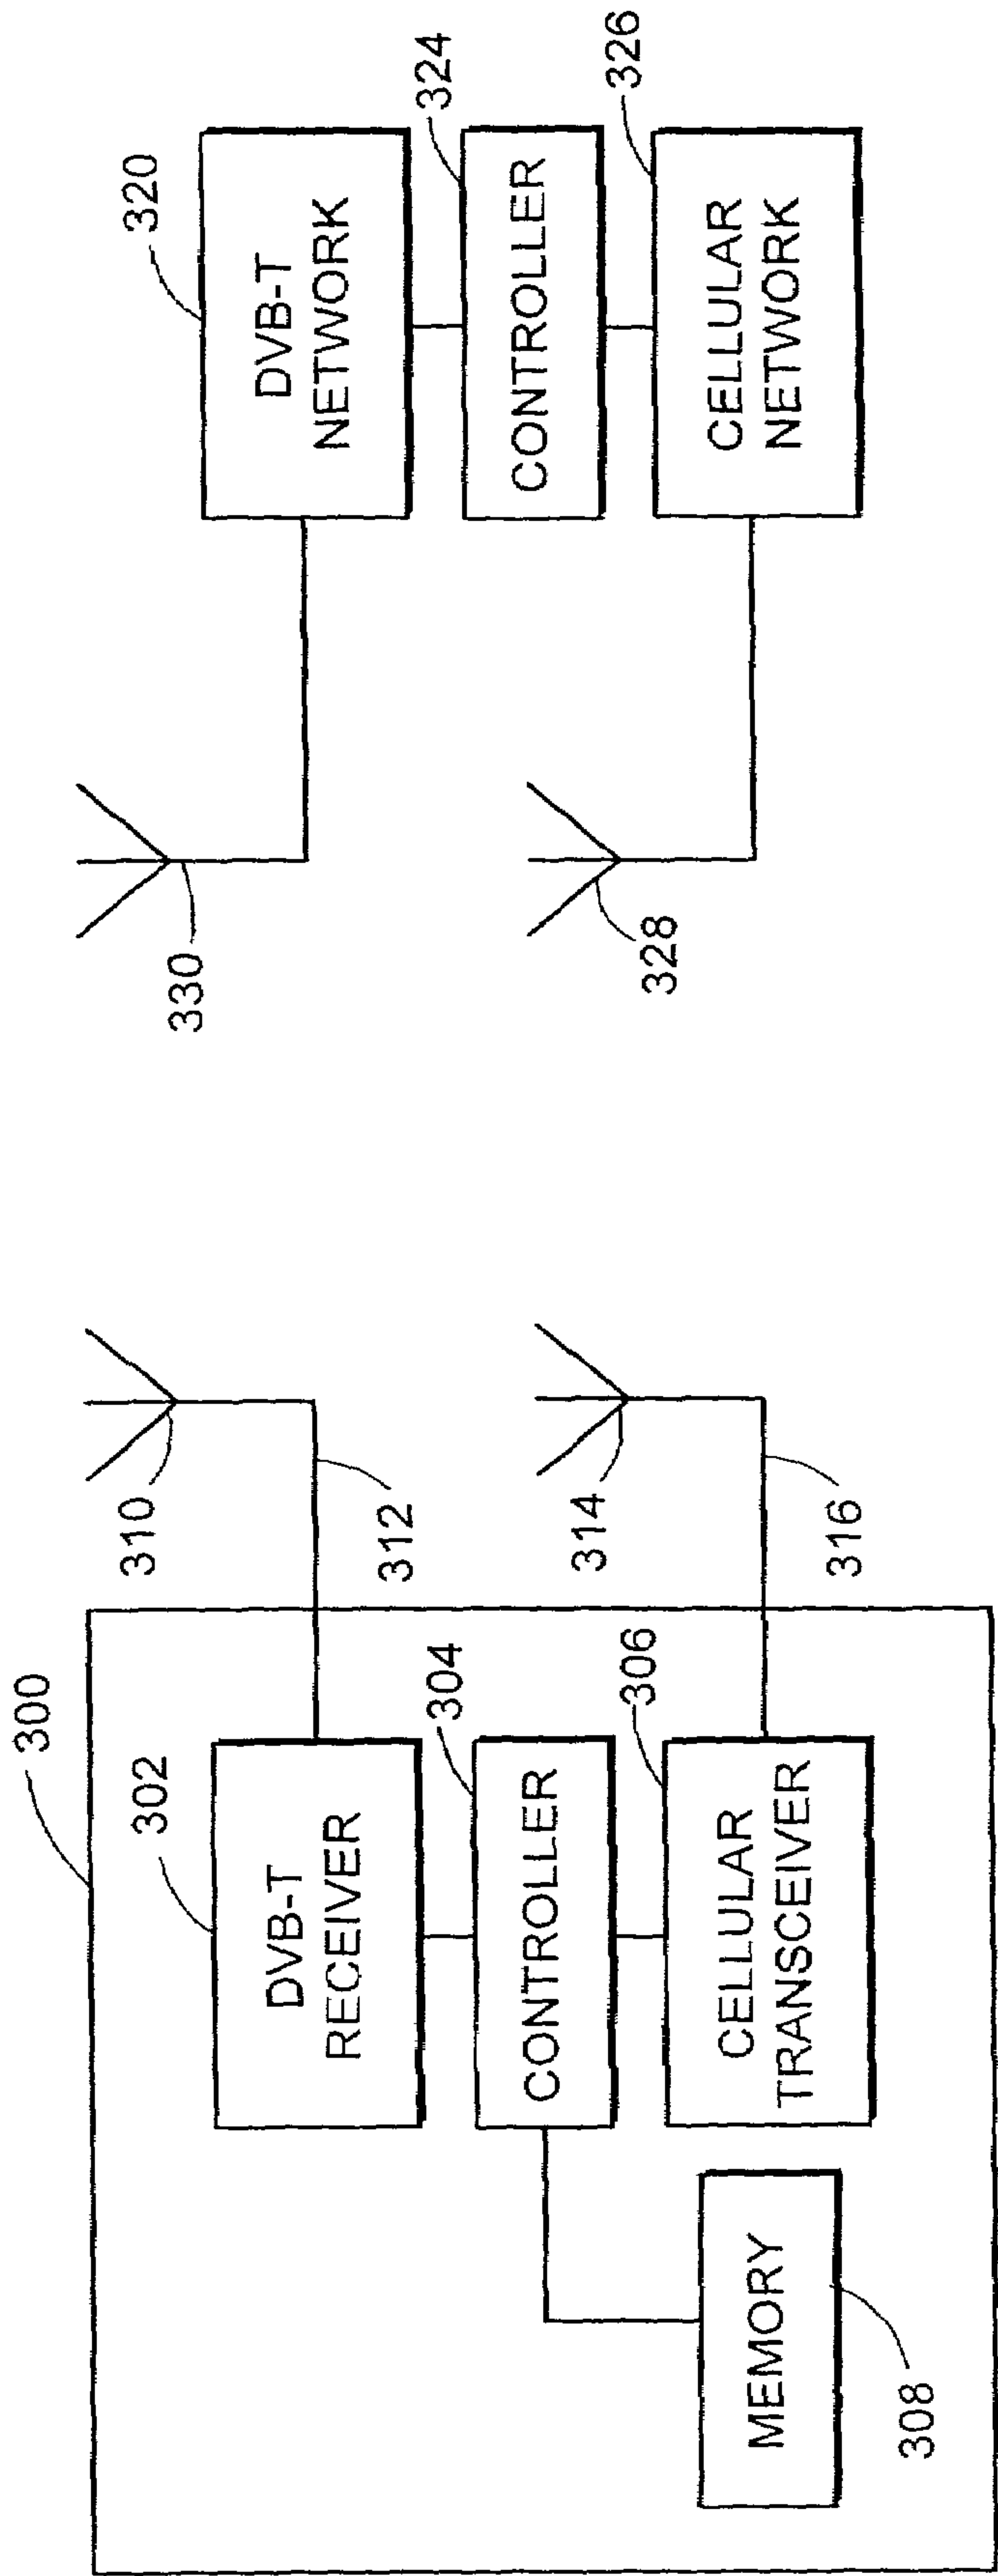 300
302
DVB-T
RECEIVER
304
CONTROLLER
306
CELLULAR
TRANSCEIVER
MEMORY
308
310
312
314
316
320
DVB-T
NETWORK
324
CONTROLLER
326
CELLULAR
NETWORK
330
328